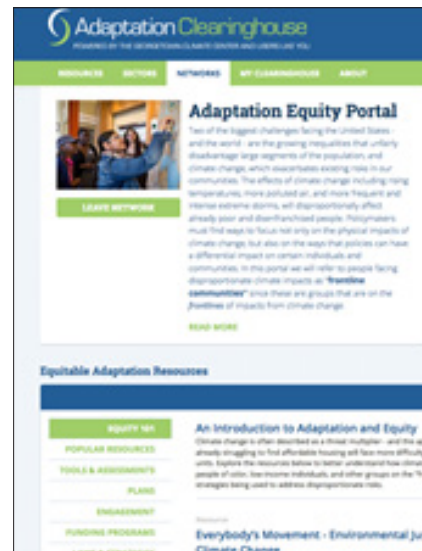 Adaptation Clearinghouse
POWERED BY THE GEORGETOWN CLIMATE CENTER AND USERS LIKE YOU
RESOURCES SECTORS NETWORKS MY CLEARINGHOUSE ABOUT
Adaptation Equity Portal
Two of the biggest challenges facing the United States -
and the world - are the growing inequalities that unfairly
disadvantage large segments of the population, and
climate change, which exacerbates existing risks in our
communities. The effects of climate change including rising
temperatures, more polluted air, and more frequent and
intense extreme storms, will disproportionately affect
already poor and disenfranchised people. Policymakers
must find ways to focus not only on the physical impacts of
climate change, but also on the ways that policies can have
a differential impact on certain individuals and
communities. In this portal we will refer to people facing
disproportionate climate impacts as "frontline
communities" since these are groups that are on the
frontlines of impacts from climate change.
LEAVE NETWORK
READ MORE
Equitable Adaptation Resources
EQUITY 101
POPULAR RESOURCES
TOOLS & ASSESSMENTS
PLANS
ENGAGEMENT
FUNDING PROGRAMS
An Introduction to Adaptation and Equity
Climate change is often described as a threat multiplier - and this ap
already struggling to find affordable housing will face more difficulty
units. Explore the resources below to better understand how climat
people of color, low-income individuals, and other groups on the "f
strategies being used to address disproportionate risks.
Resource
Everybody's Movement - Environmental Ju
Climate Change